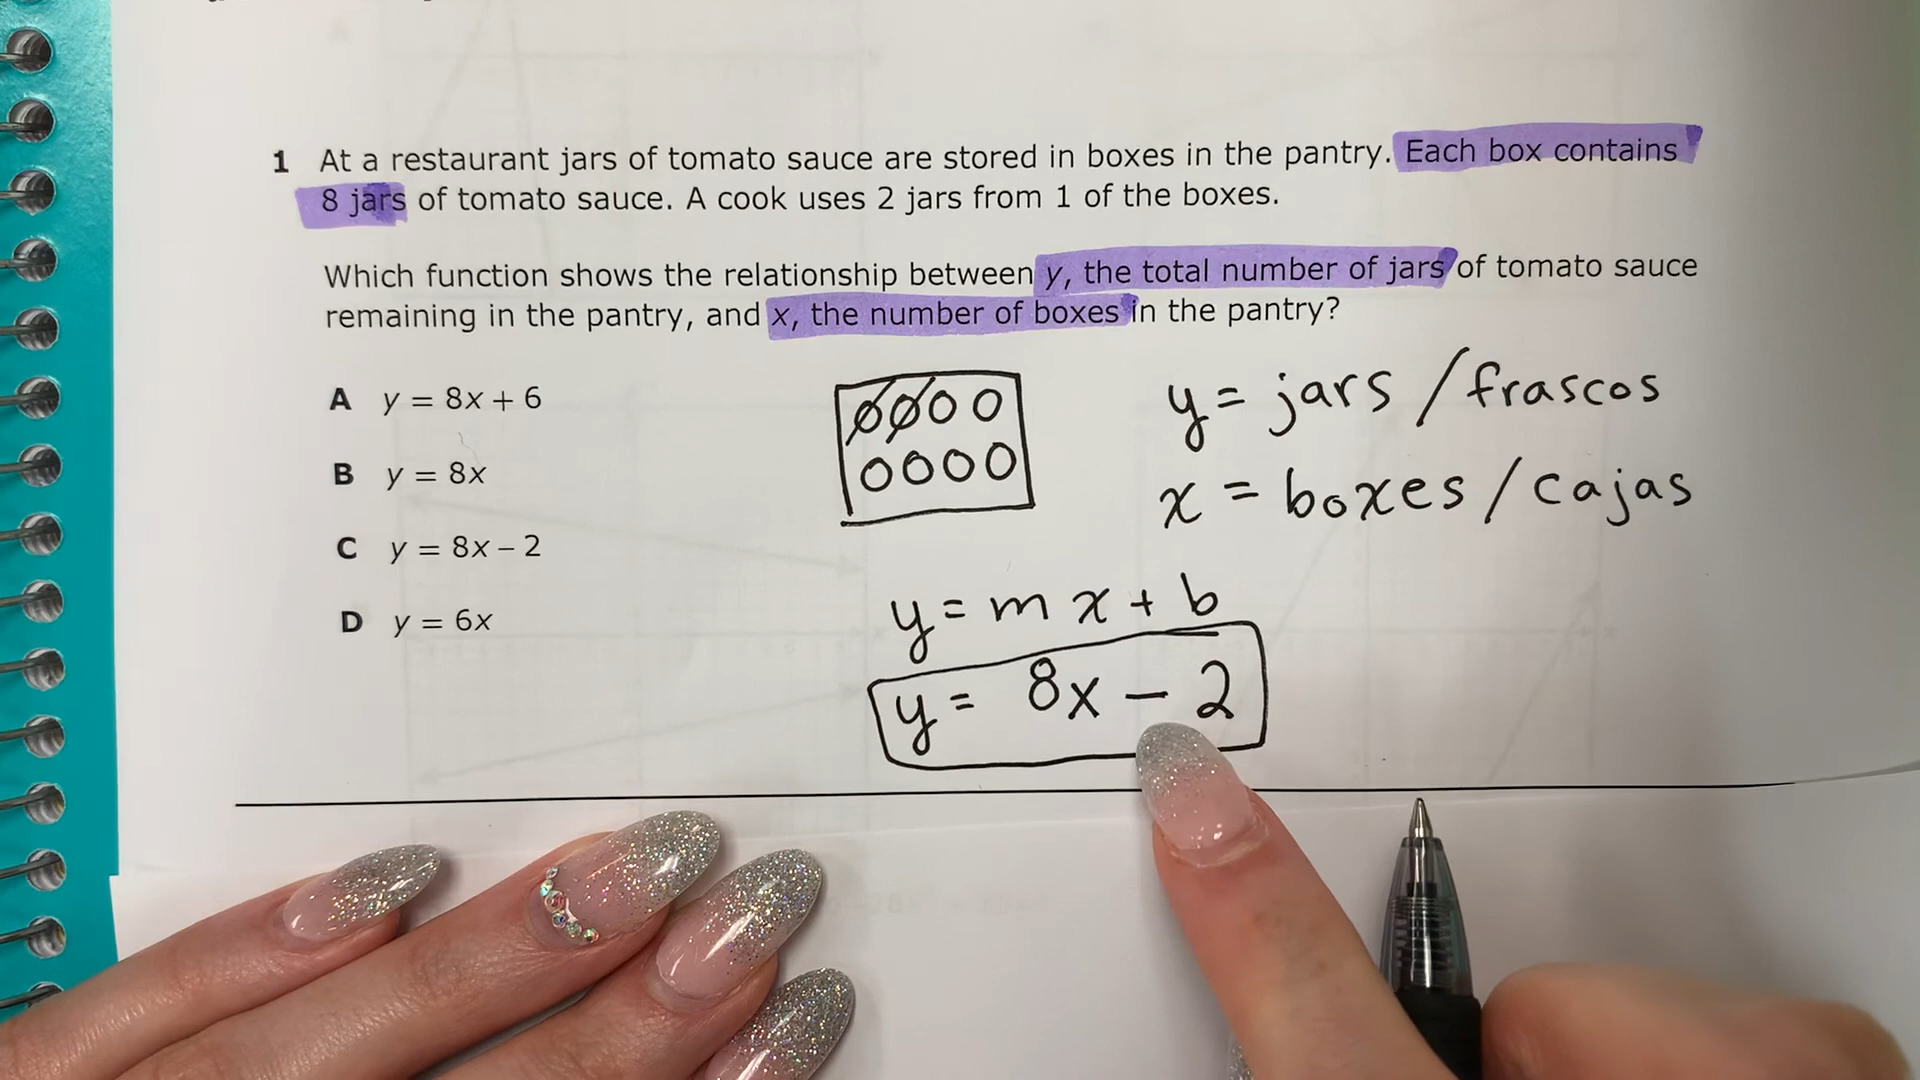 1 At a restaurant jars of tomato sauce are stored in boxes in the pantry. Each box contains
8 jars of tomato sauce. A cook uses 2 jars from 1 of the boxes.
Which function shows the relationship between y, the total number of jars of tomato sauce
remaining in the pantry, and x, the number of boxes in the pantry?
A y = 8x + 6
B y = 8x
C y = 8x – 2
D y = 6x
y = jars / frascos
x = boxes / cajas
y = m x + b
y = 8x – 2